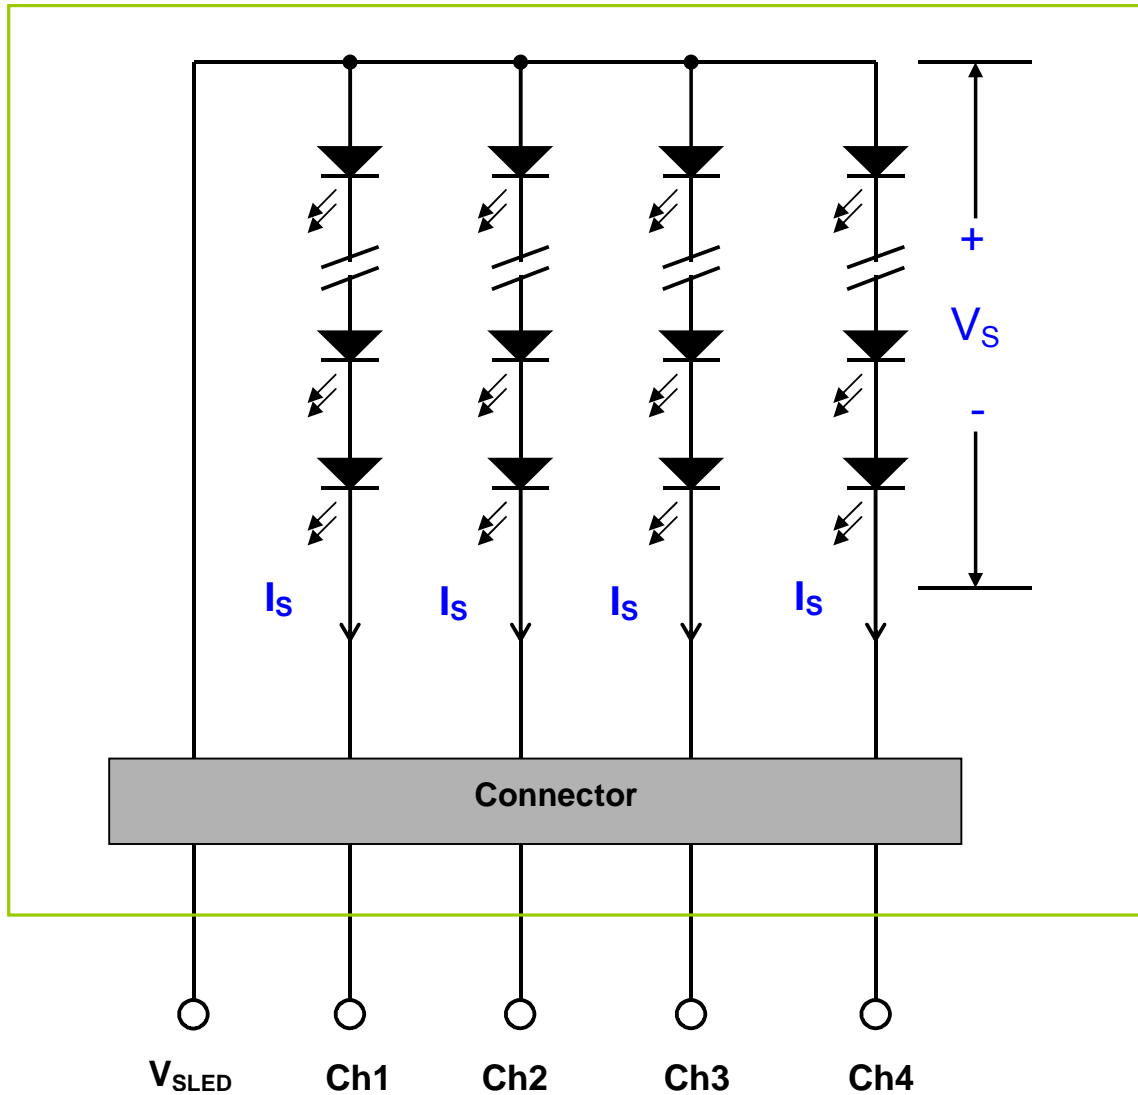 +
VS
-
IS IS IS IS
Connector
VSLED Ch1 Ch2 Ch3 Ch4